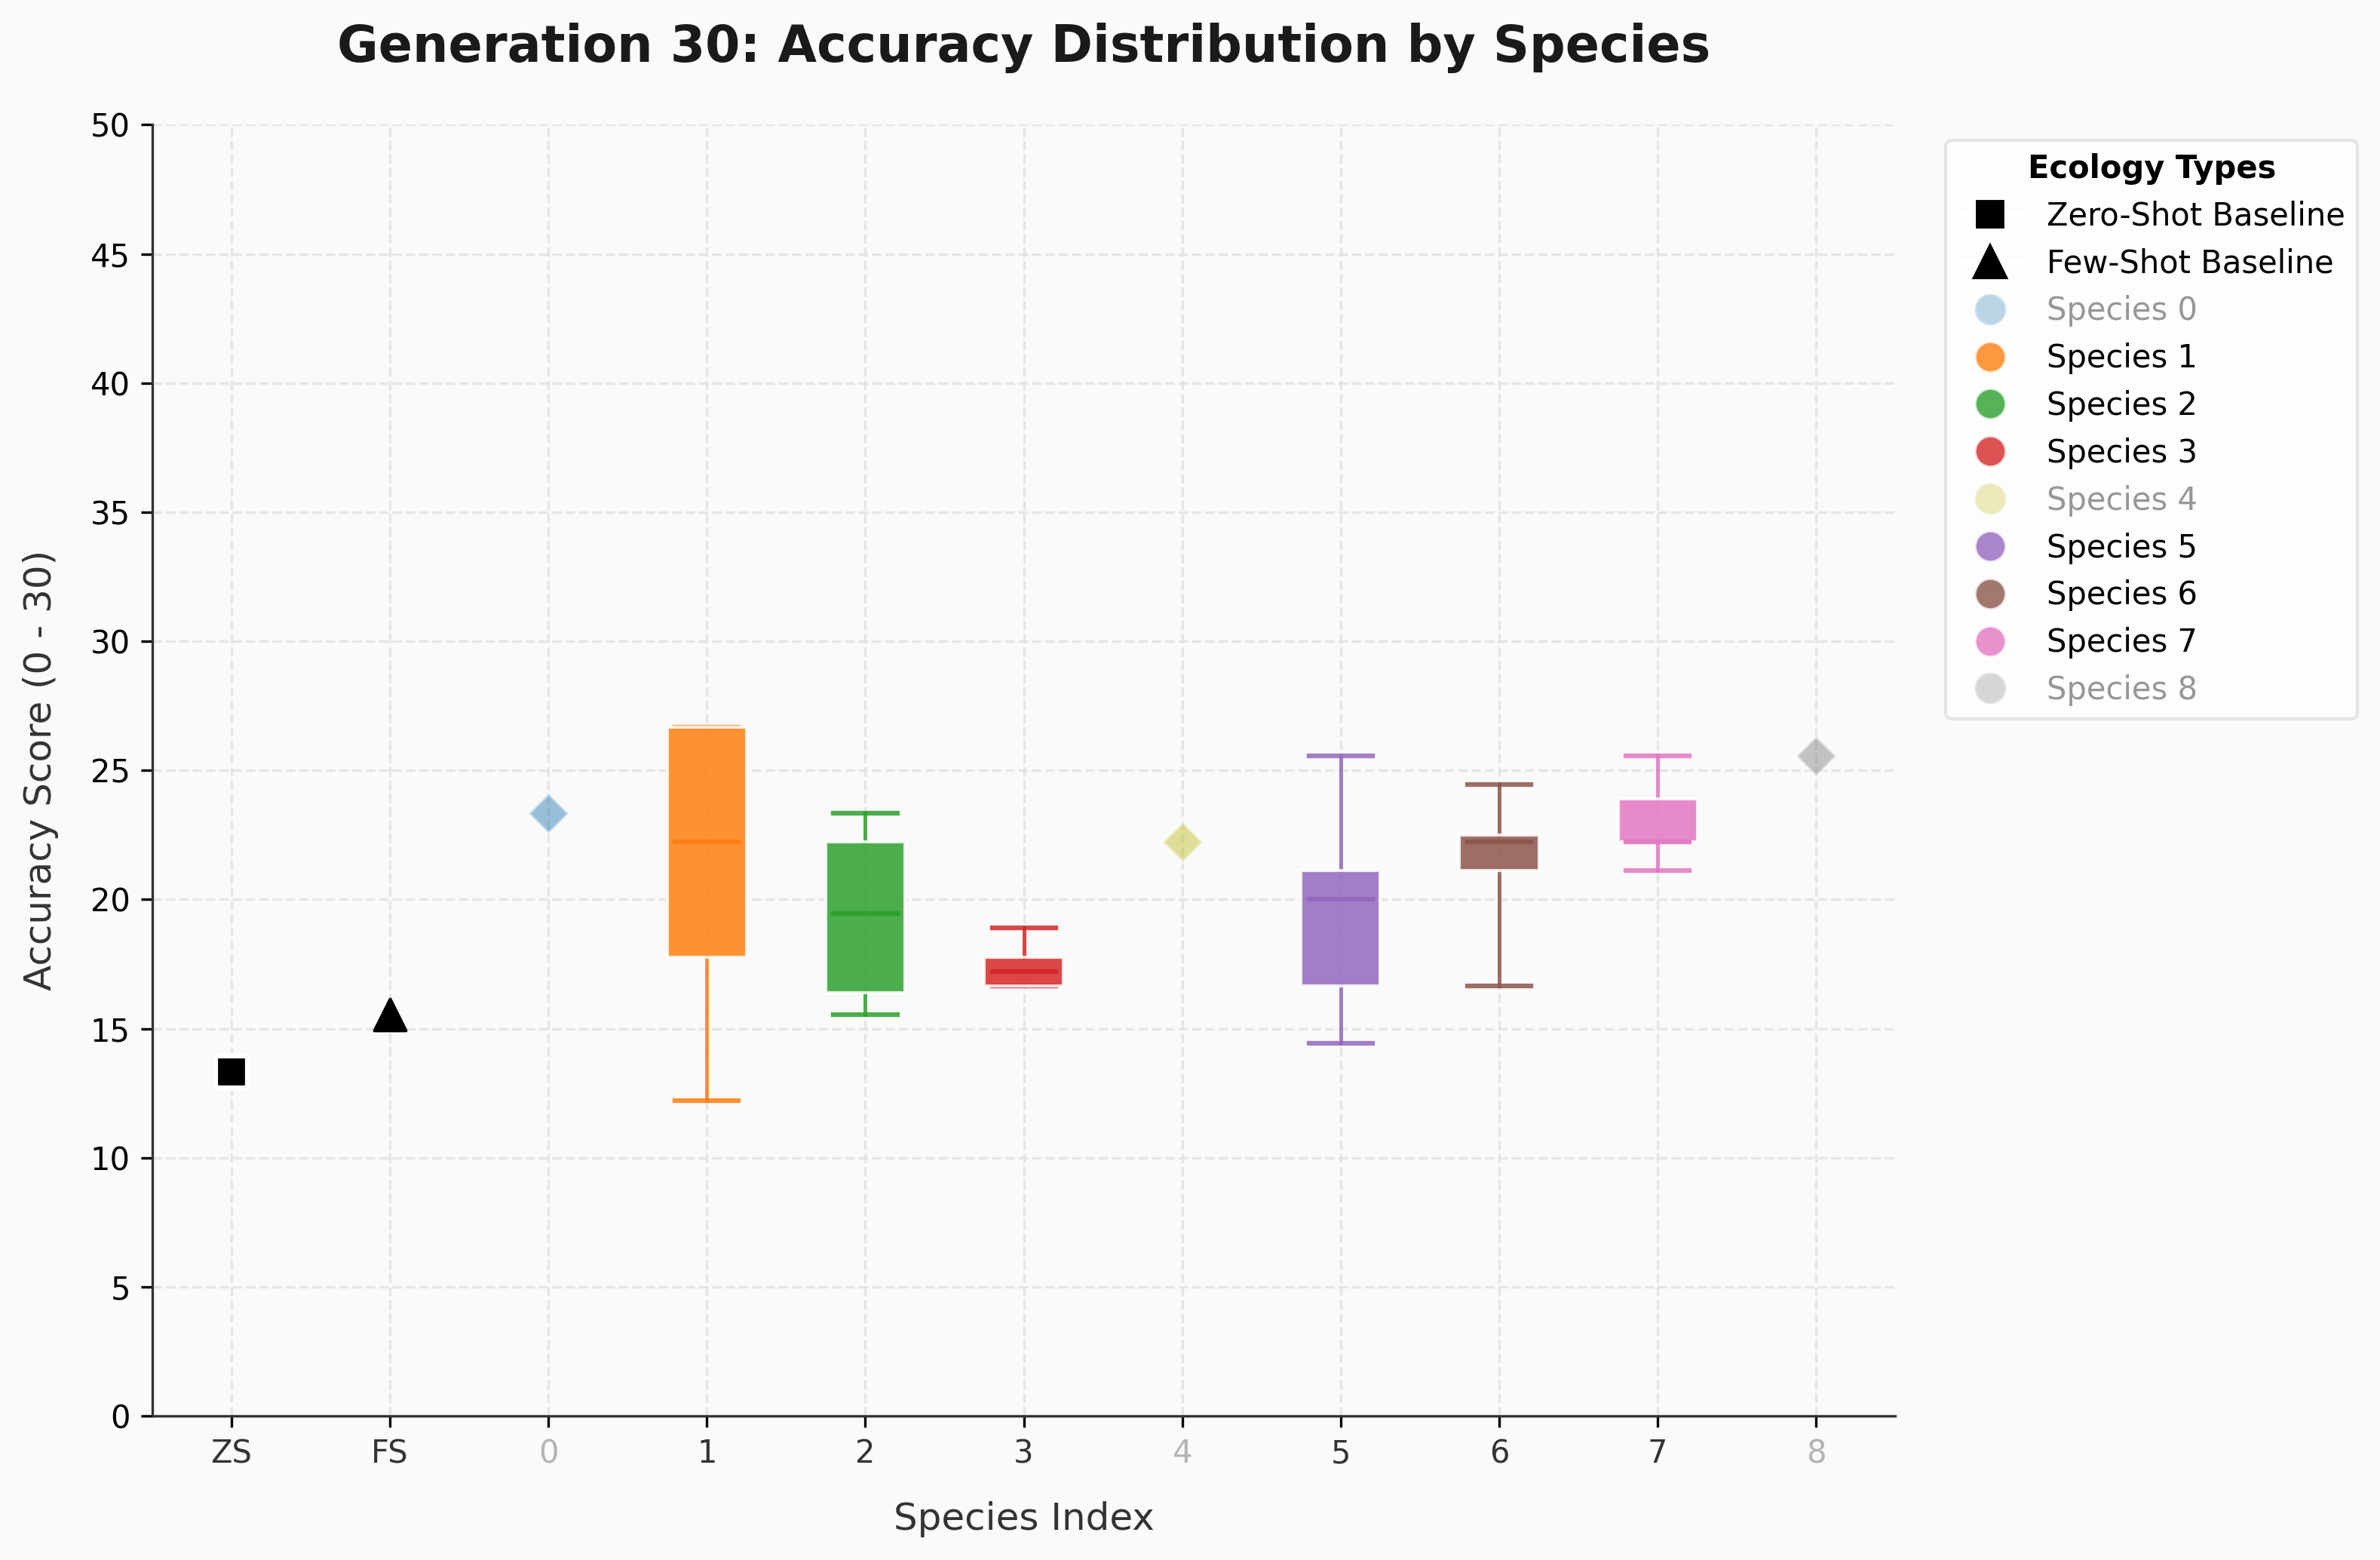 Generation 30: Accuracy Distribution by Species
50
45
40
35
30
25
20
15
10
5
0
Accuracy Score (0 - 30)
ZS FS 0 1 2 3 4 5 6 7 8
Species Index
Ecology Types
Zero-Shot Baseline
Few-Shot Baseline
Species 0
Species 1
Species 2
Species 3
Species 4
Species 5
Species 6
Species 7
Species 8